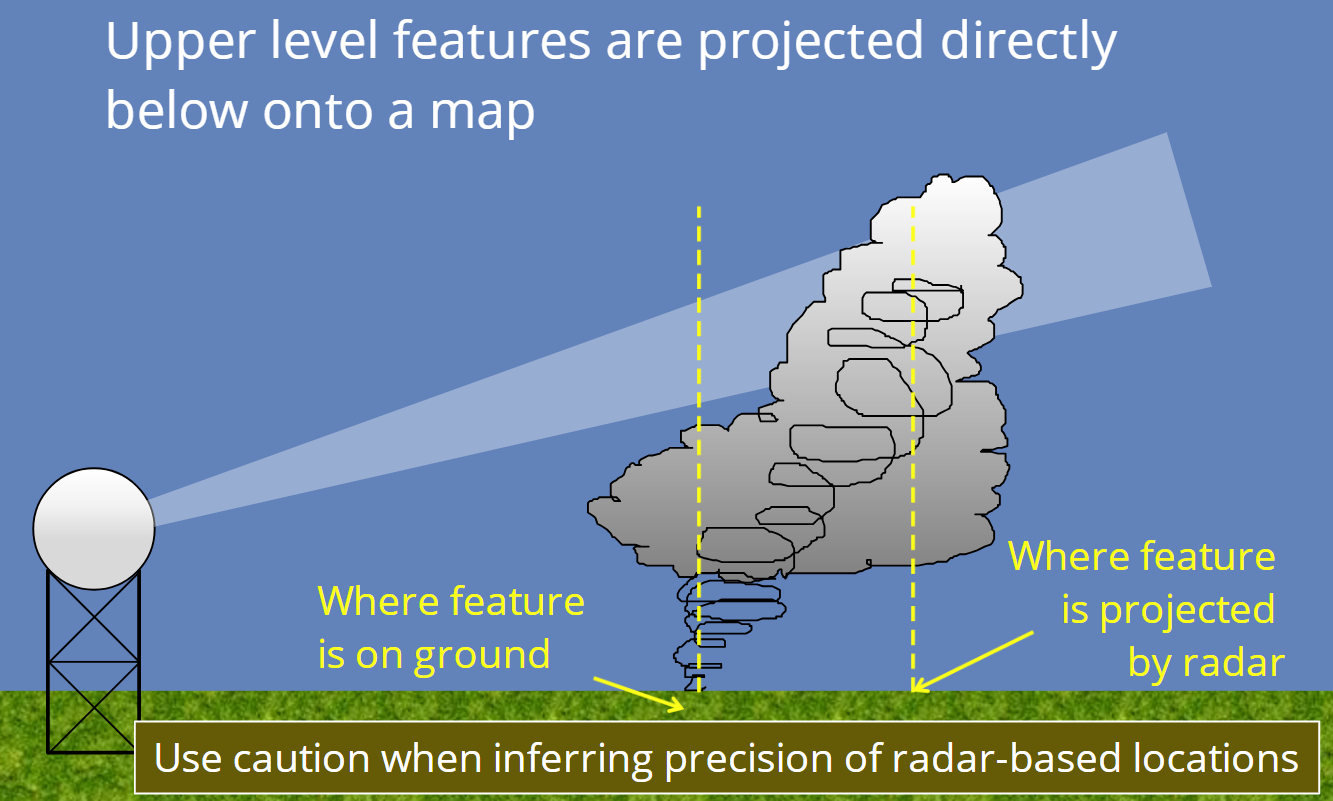 Upper level features are projected directly
below onto a map
Where feature
is on ground
Where feature
is projected
by radar
Use caution when inferring precision of radar-based locations